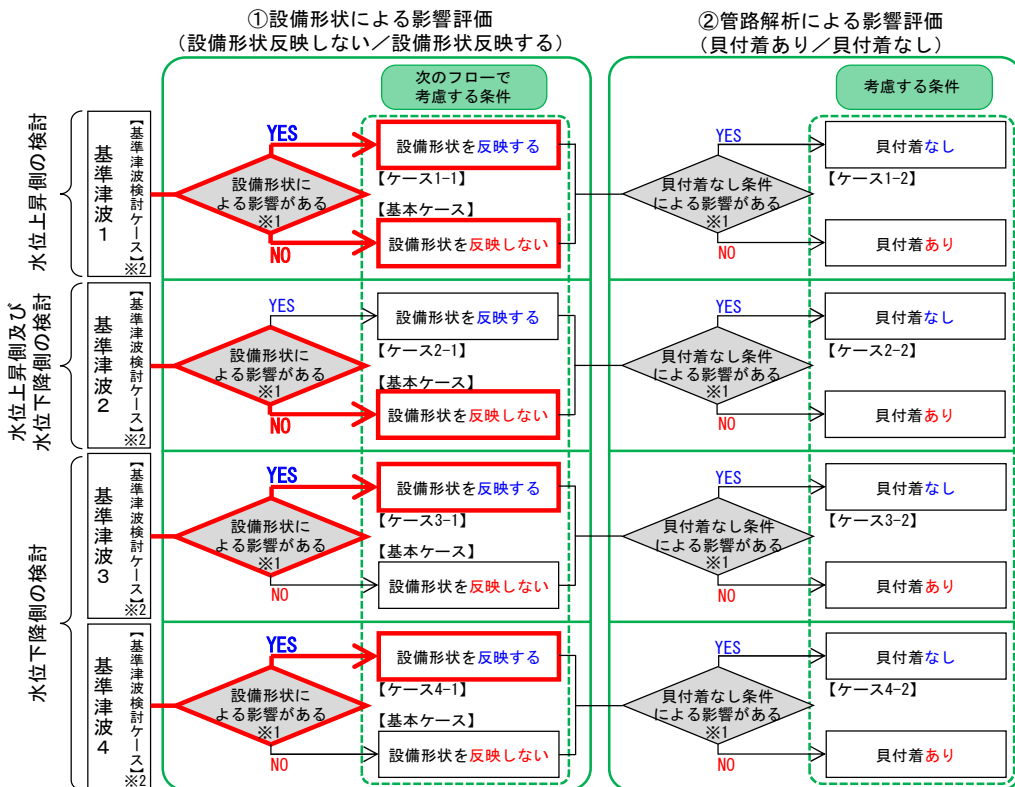 ①設備形状による影響評価
（設備形状反映しない／設備形状反映する）
②管路解析による影響評価
（貝付着あり／貝付着なし）
次のフローで
考慮する条件
考慮する条件
水位上昇側の検討
基準津波1
【基準津波検討ケース】※2
設備形状に
よる影響がある
※1
YES
設備形状を反映する
【ケース1-1】
【基本ケース】
NO
設備形状を反映しない
貝付着なし条件
による影響がある
※1
YES
貝付着なし
【ケース1-2】
NO
貝付着あり
水位上昇側及び
水位下降側の検討
基準津波2
【基準津波検討ケース】※2
設備形状に
よる影響がある
※1
YES
設備形状を反映する
【ケース2-1】
【基本ケース】
NO
設備形状を反映しない
貝付着なし条件
による影響がある
※1
YES
貝付着なし
【ケース2-2】
NO
貝付着あり
水位下降側の検討
基準津波3
【基準津波検討ケース】※2
設備形状に
よる影響がある
※1
YES
設備形状を反映する
【ケース3-1】
【基本ケース】
NO
設備形状を反映しない
貝付着なし条件
による影響がある
※1
YES
貝付着なし
【ケース3-2】
NO
貝付着あり
基準津波4
【基準津波検討ケース】※2
設備形状に
よる影響がある
※1
YES
設備形状を反映する
【ケース4-1】
【基本ケース】
NO
設備形状を反映しない
貝付着なし条件
による影響がある
※1
YES
貝付着なし
【ケース4-2】
NO
貝付着あり